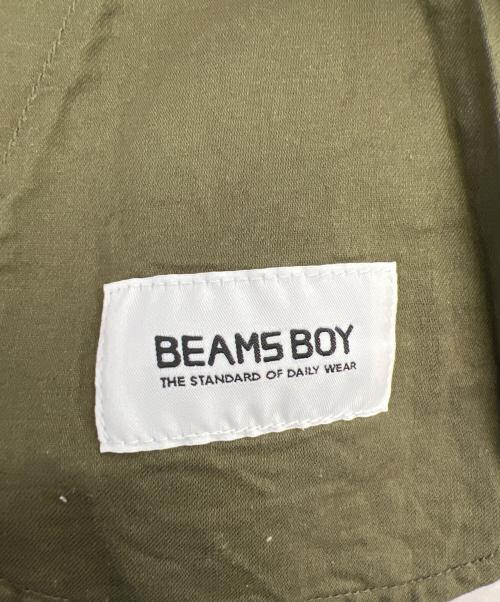 BEAMS BOY
THE STANDARD OF DAILY WEAR